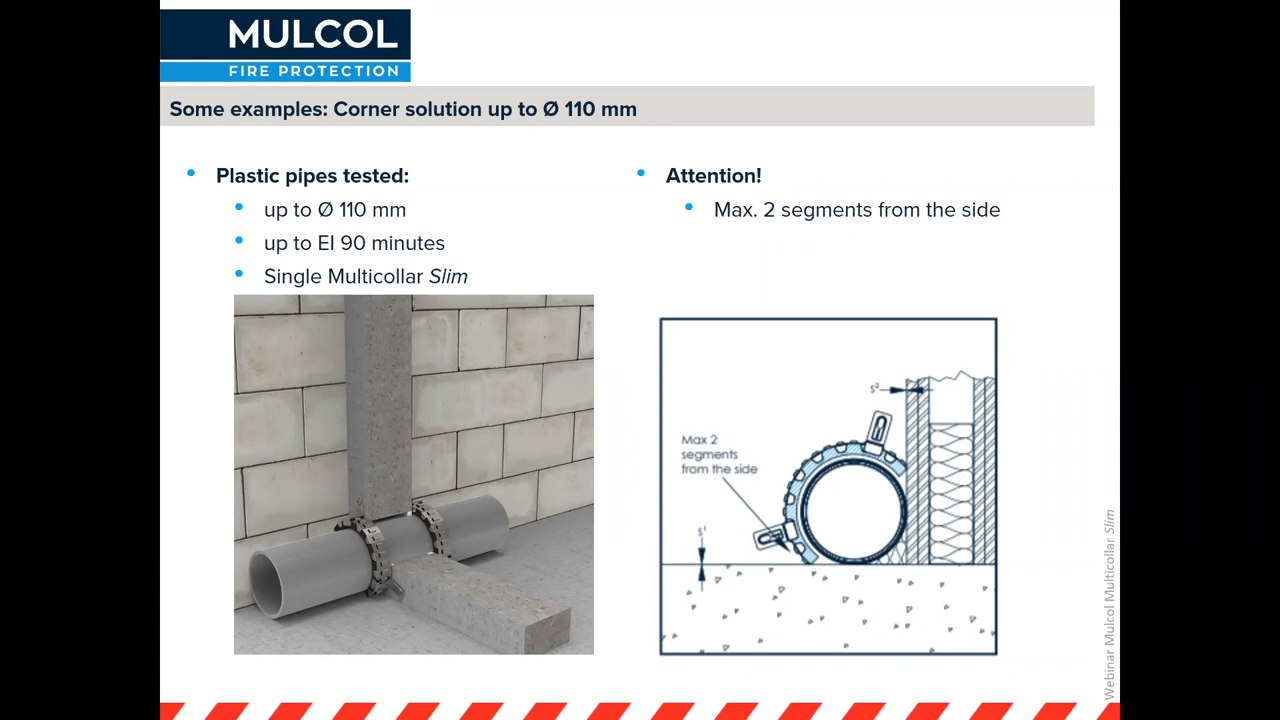 MULCOL
FIRE PROTECTION
Some examples: Corner solution up to Ø 110 mm
Plastic pipes tested:
up to Ø 110 mm
up to EI 90 minutes
Single Multicollar Slim
Attention!
Max. 2 segments from the side
S²
Max 2
segments
from the side
S¹
Webinar Mulcol Multicollar Slim